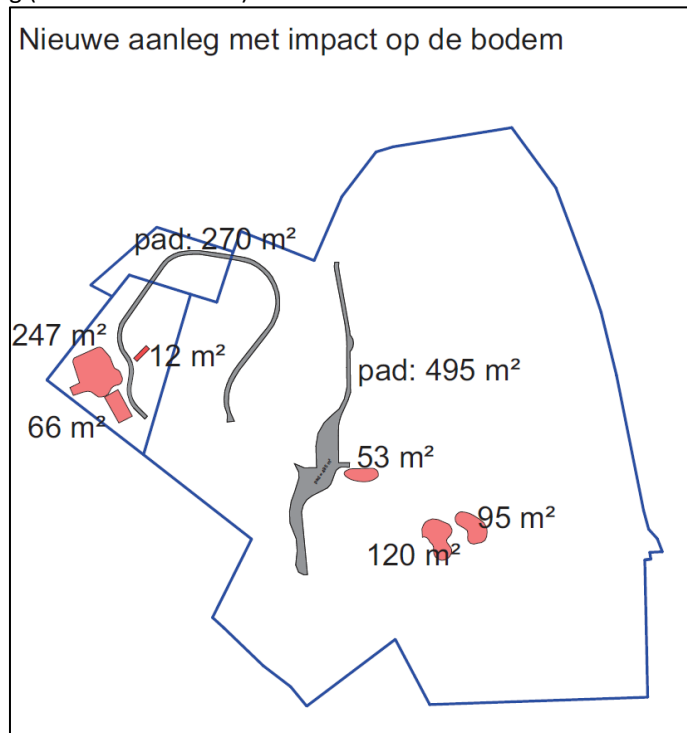 Nieuwe aanleg met impact op de bodem
pad: 270 m²
247 m²
12 m²
pad: 495 m²
66 m²
53 m²
95 m²
120 m²